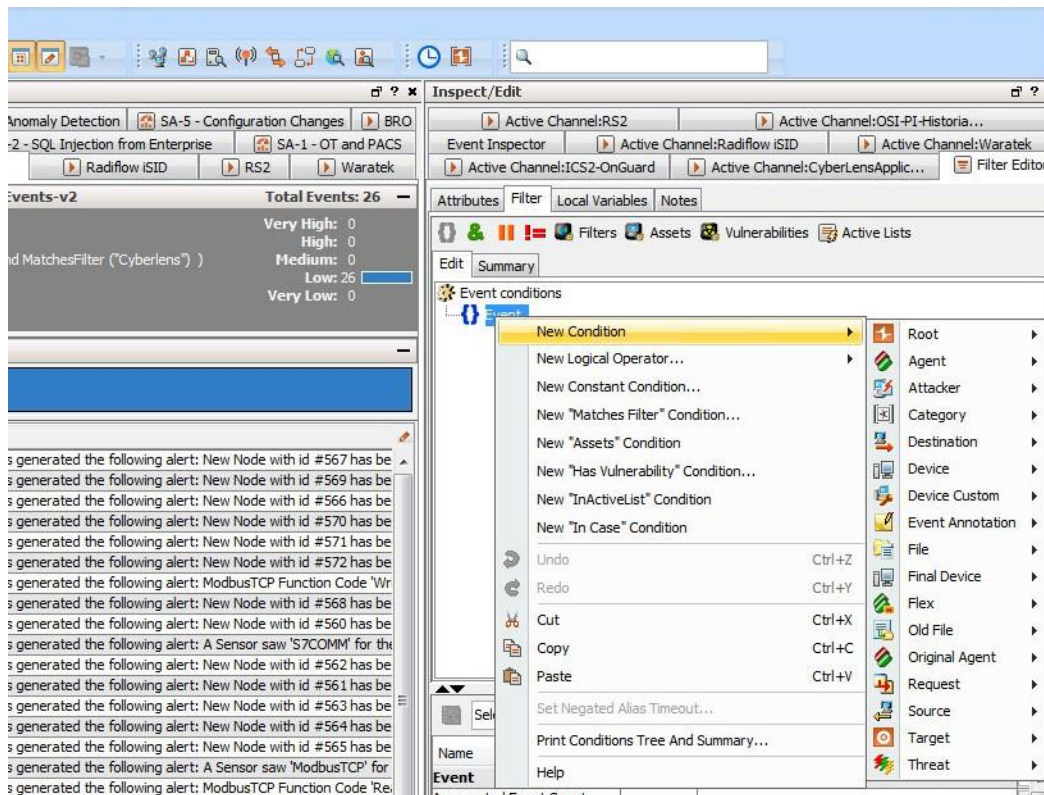 Inspect/Edit
Anomaly Detection SA-5 - Configuration Changes BRO
-2 - SQL Injection from Enterprise SA-1 - OT and PACS
Radiflow iSID RS2 Waratek
Events-v2 Total Events: 26
Very High: 0
High: 0
nd MatchesFilter ("Cyberlens") ) Medium: 0
Low: 26
Very Low: 0
s generated the following alert: New Node with id #567 has be
s generated the following alert: New Node with id #569 has be
s generated the following alert: New Node with id #566 has be
s generated the following alert: New Node with id #570 has be
s generated the following alert: New Node with id #571 has be
s generated the following alert: New Node with id #572 has be
s generated the following alert: ModbusTCP Function Code 'Wr
s generated the following alert: New Node with id #568 has be
s generated the following alert: New Node with id #560 has be
s generated the following alert: A Sensor saw 'S7COMM' for the
s generated the following alert: New Node with id #562 has be
s generated the following alert: New Node with id #561 has be
s generated the following alert: New Node with id #563 has be
s generated the following alert: New Node with id #564 has be
s generated the following alert: New Node with id #565 has be
s generated the following alert: A Sensor saw 'ModbusTCP' for
s generated the following alert: ModbusTCP Function Code 'Rea
Active Channel:RS2 Active Channel:OSI-PI-Historia...
Event Inspector Active Channel:Radiflow iSID Active Channel:Waratek
Active Channel:ICS2-OnGuard Active Channel:CyberLensApplic... Filter Editor
Attributes Filter Local Variables Notes
Filters Assets Vulnerabilities Active Lists
Edit Summary
Event conditions
Event
New Condition
New Logical Operator...
New Constant Condition...
New "Matches Filter" Condition...
New "Assets" Condition
New "Has Vulnerability" Condition...
New "InActiveList" Condition
New "In Case" Condition
Undo Ctrl+Z
Redo Ctrl+Y
Cut Ctrl+X
Copy Ctrl+C
Paste Ctrl+V
Set Negated Alias Timeout...
Print Conditions Tree And Summary...
Help
Root
Agent
Attacker
Category
Destination
Device
Device Custom
Event Annotation
File
Final Device
Flex
Old File
Original Agent
Request
Source
Target
Threat
Sele
Name
Event